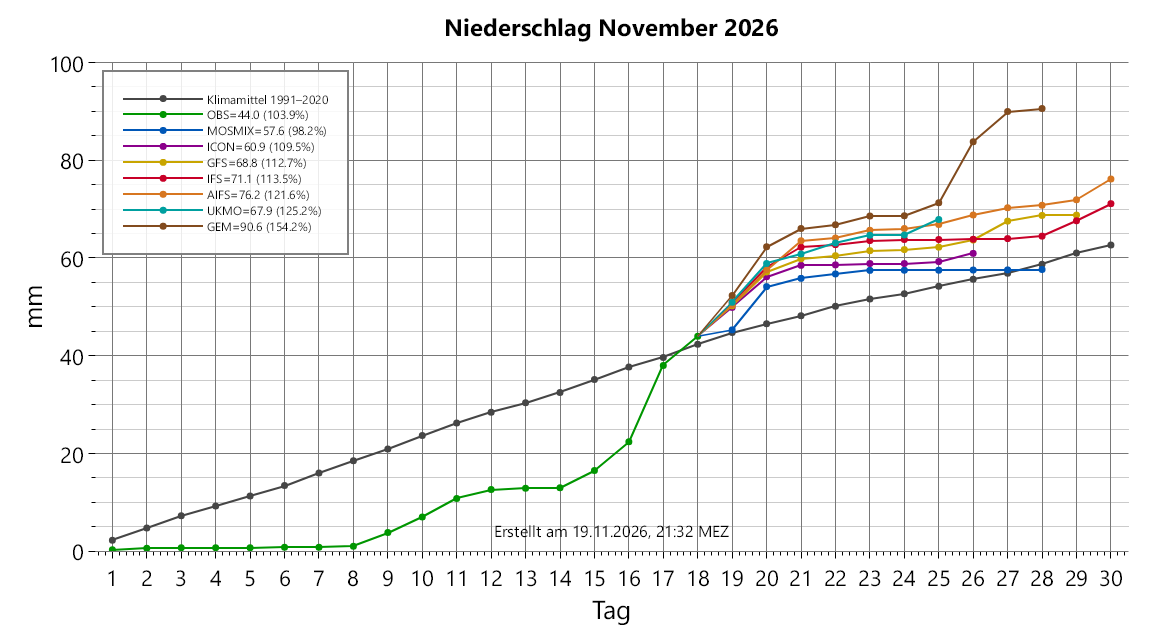 Niederschlag November 2026
100
80
60
40
20
0
mm
Klimamittel 1991–2020
OBS=44.0 (103.9%)
MOSMIX=57.6 (98.2%)
ICON=60.9 (109.5%)
GFS=68.8 (112.7%)
IFS=71.1 (113.5%)
AIFS=76.2 (121.6%)
UKMO=67.9 (125.2%)
GEM=90.6 (154.2%)
Erstellt am 19.11.2026, 21:32 MEZ
1 2 3 4 5 6 7 8 9 10 11 12 13 14 15 16 17 18 19 20 21 22 23 24 25 26 27 28 29 30
Tag